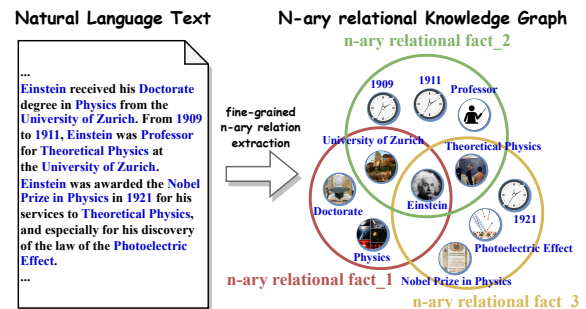 Natural Language Text
...
Einstein received his Doctorate
degree in Physics from the
University of Zurich. From 1909
to 1911, Einstein was Professor
for Theoretical Physics at
the University of Zurich.
Einstein was awarded the Nobel
Prize in Physics in 1921 for his
services to Theoretical Physics,
and especially for his discovery
of the law of the Photoelectric
Effect.
...
fine-grained
n-ary relation
extraction
N-ary relational Knowledge Graph
n-ary relational fact_2
1909
1911
Professor
University of Zurich
Theoretical Physics
Doctorate
Einstein
1921
Physics
Photoelectric Effect
n-ary relational fact_1
Nobel Prize in Physics
n-ary relational fact_3